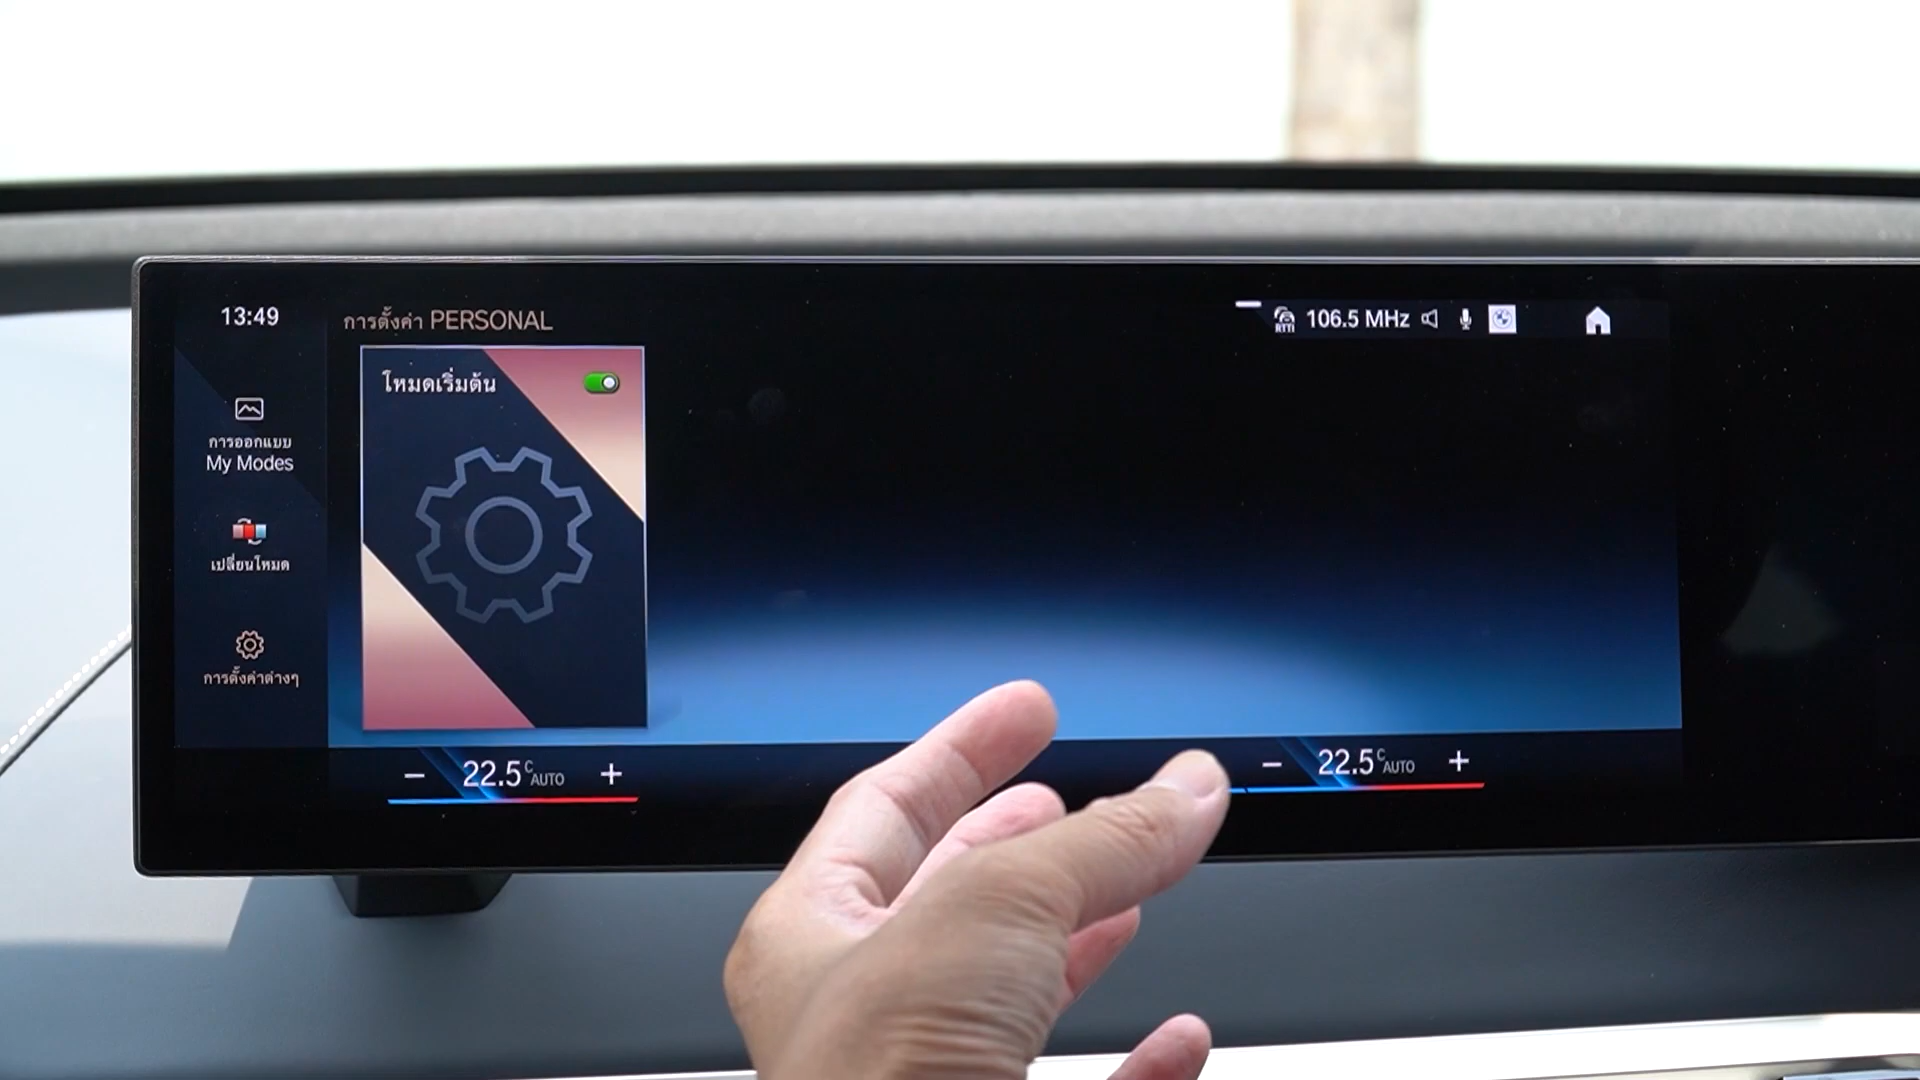 13:49
การตั้งค่า PERSONAL
RTTI 106.5 MHz
โหมดเริ่มต้น
การออกแบบ
My Modes
เปลี่ยนโหมด
การตั้งค่าต่างๆ
− 22.5 C AUTO +
− 22.5 C AUTO +